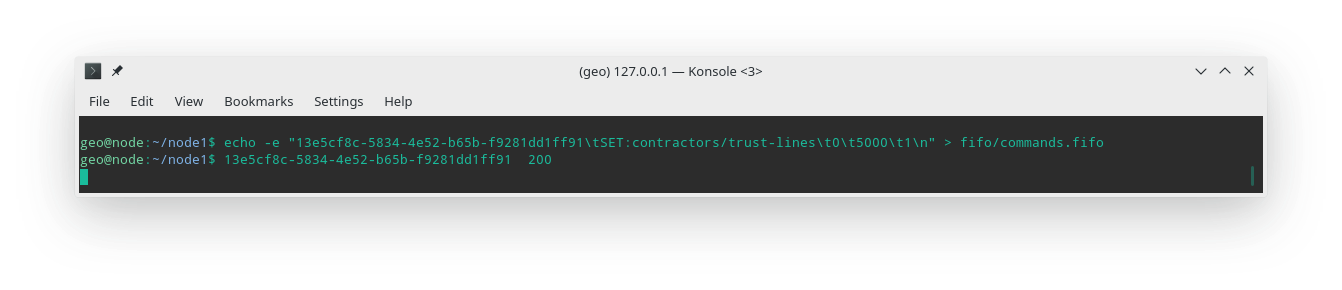 (geo) 127.0.0.1 — Konsole <3>
File Edit View Bookmarks Settings Help
geo@node:~/node1$ echo -e "13e5cf8c-5834-4e52-b65b-f9281dd1ff91\tSET:contractors/trust-lines\t0\t5000\t1\n" > fifo/commands.fifo
geo@node:~/node1$ 13e5cf8c-5834-4e52-b65b-f9281dd1ff91  200